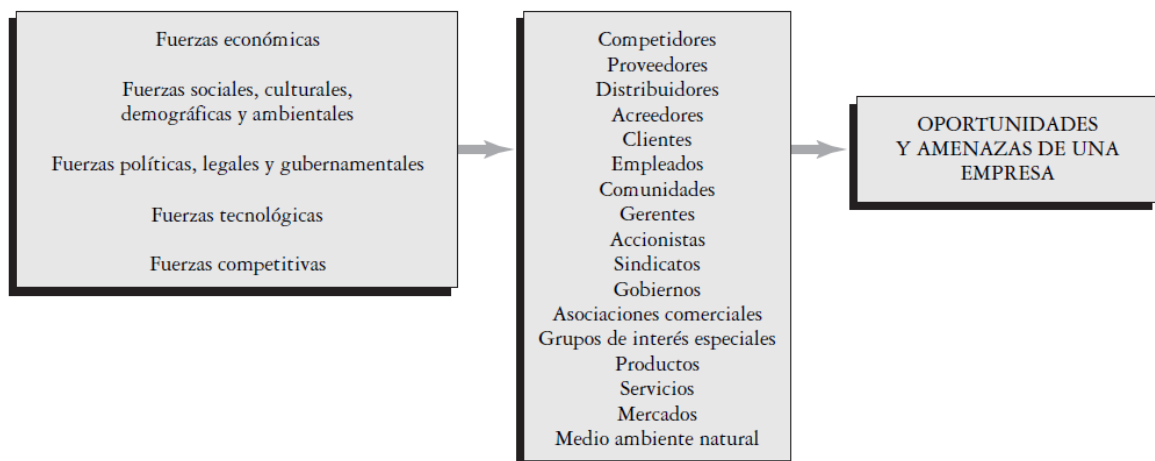 Fuerzas económicas
Fuerzas sociales, culturales,
demográficas y ambientales
Fuerzas políticas, legales y gubernamentales
Fuerzas tecnológicas
Fuerzas competitivas
Competidores
Proveedores
Distribuidores
Acreedores
Clientes
Empleados
Comunidades
Gerentes
Accionistas
Sindicatos
Gobiernos
Asociaciones comerciales
Grupos de interés especiales
Productos
Servicios
Mercados
Medio ambiente natural
OPORTUNIDADES
Y AMENAZAS DE UNA
EMPRESA